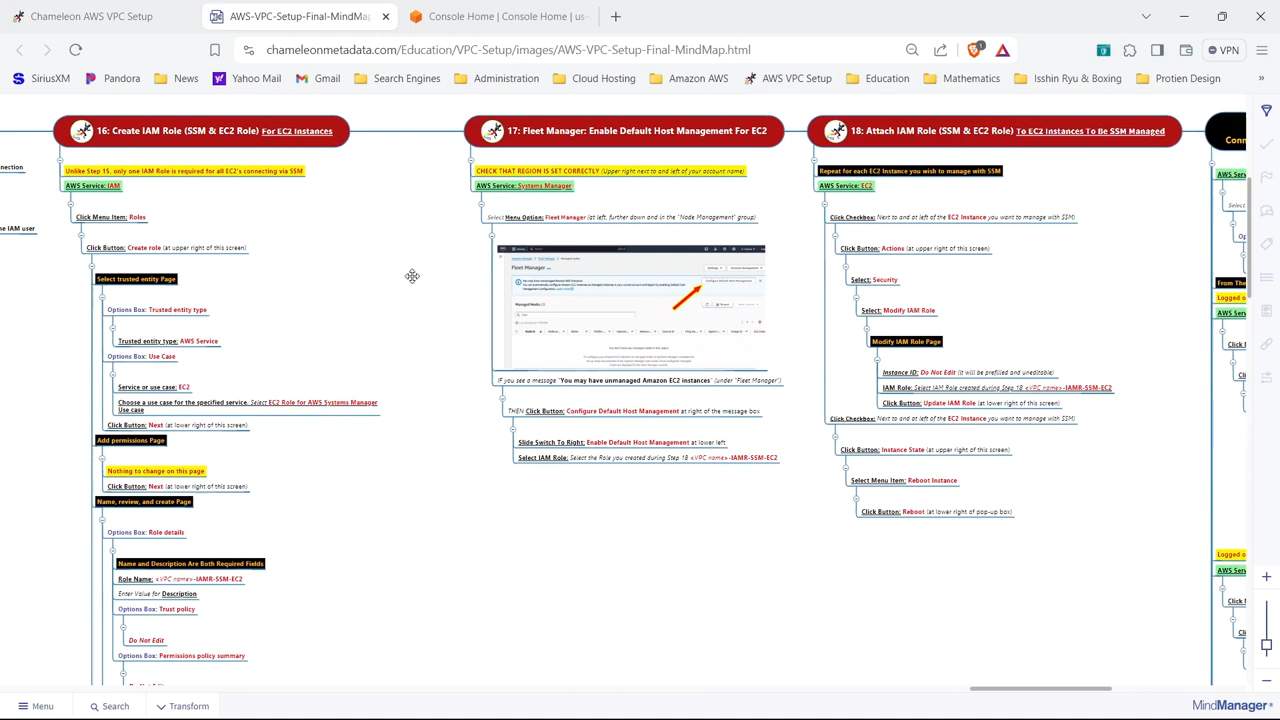 Chameleon AWS VPC Setup
AWS-VPC-Setup-Final-MindMap
Console Home | Console Home | us-
chameleonmetadata.com/Education/VPC-Setup/images/AWS-VPC-Setup-Final-MindMap.html
1
VPN
SiriusXM
Pandora
News
Yahoo Mail
Gmail
Search Engines
Administration
Cloud Hosting
Amazon AWS
AWS VPC Setup
Education
Mathematics
Isshin Ryu & Boxing
Protien Design
»
nnection
ne IAM user
16: Create IAM Role (SSM & EC2 Role) For EC2 Instances
Unlike Step 15, only one IAM Role is required for all EC2's connecting via SSM
AWS Service: IAM
Click Menu Item: Roles
Click Button: Create role (at upper right of this screen)
Select trusted entity Page
Options Box: Trusted entity type
Trusted entity type: AWS Service
Options Box: Use Case
Service or use case: EC2
Choose a use case for the specified service. Select EC2 Role for AWS Systems Manager
Use case
Click Button: Next (at lower right of this screen)
Add permissions Page
Nothing to change on this page
Click Button: Next (at lower right of this screen)
Name, review, and create Page
Options Box: Role details
Name and Description Are Both Required Fields
Role Name: <VPC name>-IAMR-SSM-EC2
Enter Value for Description
Options Box: Trust policy
Do Not Edit
Options Box: Permissions policy summary
17: Fleet Manager: Enable Default Host Management For EC2
CHECK THAT REGION IS SET CORRECTLY (Upper right next to and left of your account name)
AWS Service: Systems Manager
Select Menu Option: Fleet Manager (at left, further down and in the "Node Management" group)
Fleet Manager
IF you see a message "You may have unmanaged Amazon EC2 instances" (under "Fleet Manager")
THEN Click Button: Configure Default Host Management at right of the message box
Slide Switch To Right: Enable Default Host Management at lower left
Select IAM Role: Select the Role you created during Step 18 <VPC name>-IAMR-SSM-EC2
18: Attach IAM Role (SSM & EC2 Role) To EC2 Instances To Be SSM Managed
Repeat for each EC2 Instance you wish to manage with SSM
AWS Service: EC2
Click Checkbox: Next to and at left of the EC2 Instance you want to manage with SSM)
Click Button: Actions (at upper right of this screen)
Select: Security
Select: Modify IAM Role
Modify IAM Role Page
Instance ID: Do Not Edit (it will be prefilled and uneditable)
IAM Role: Select IAM Role created during Step 18 <VPC name>-IAMR-SSM-EC2
Click Button: Update IAM Role (at lower right of this screen)
Click Checkbox: Next to and at left of the EC2 Instance you want to manage with SSM)
Click Button: Instance State (at upper right of this screen)
Select Menu Item: Reboot Instance
Click Button: Reboot (at lower right of pop-up box)
Conn
AWS Ser
Select
From The
Logged o
AWS Serv
Click
Logged o
AWS Serv
Click
Menu
Search
Transform
MindManager